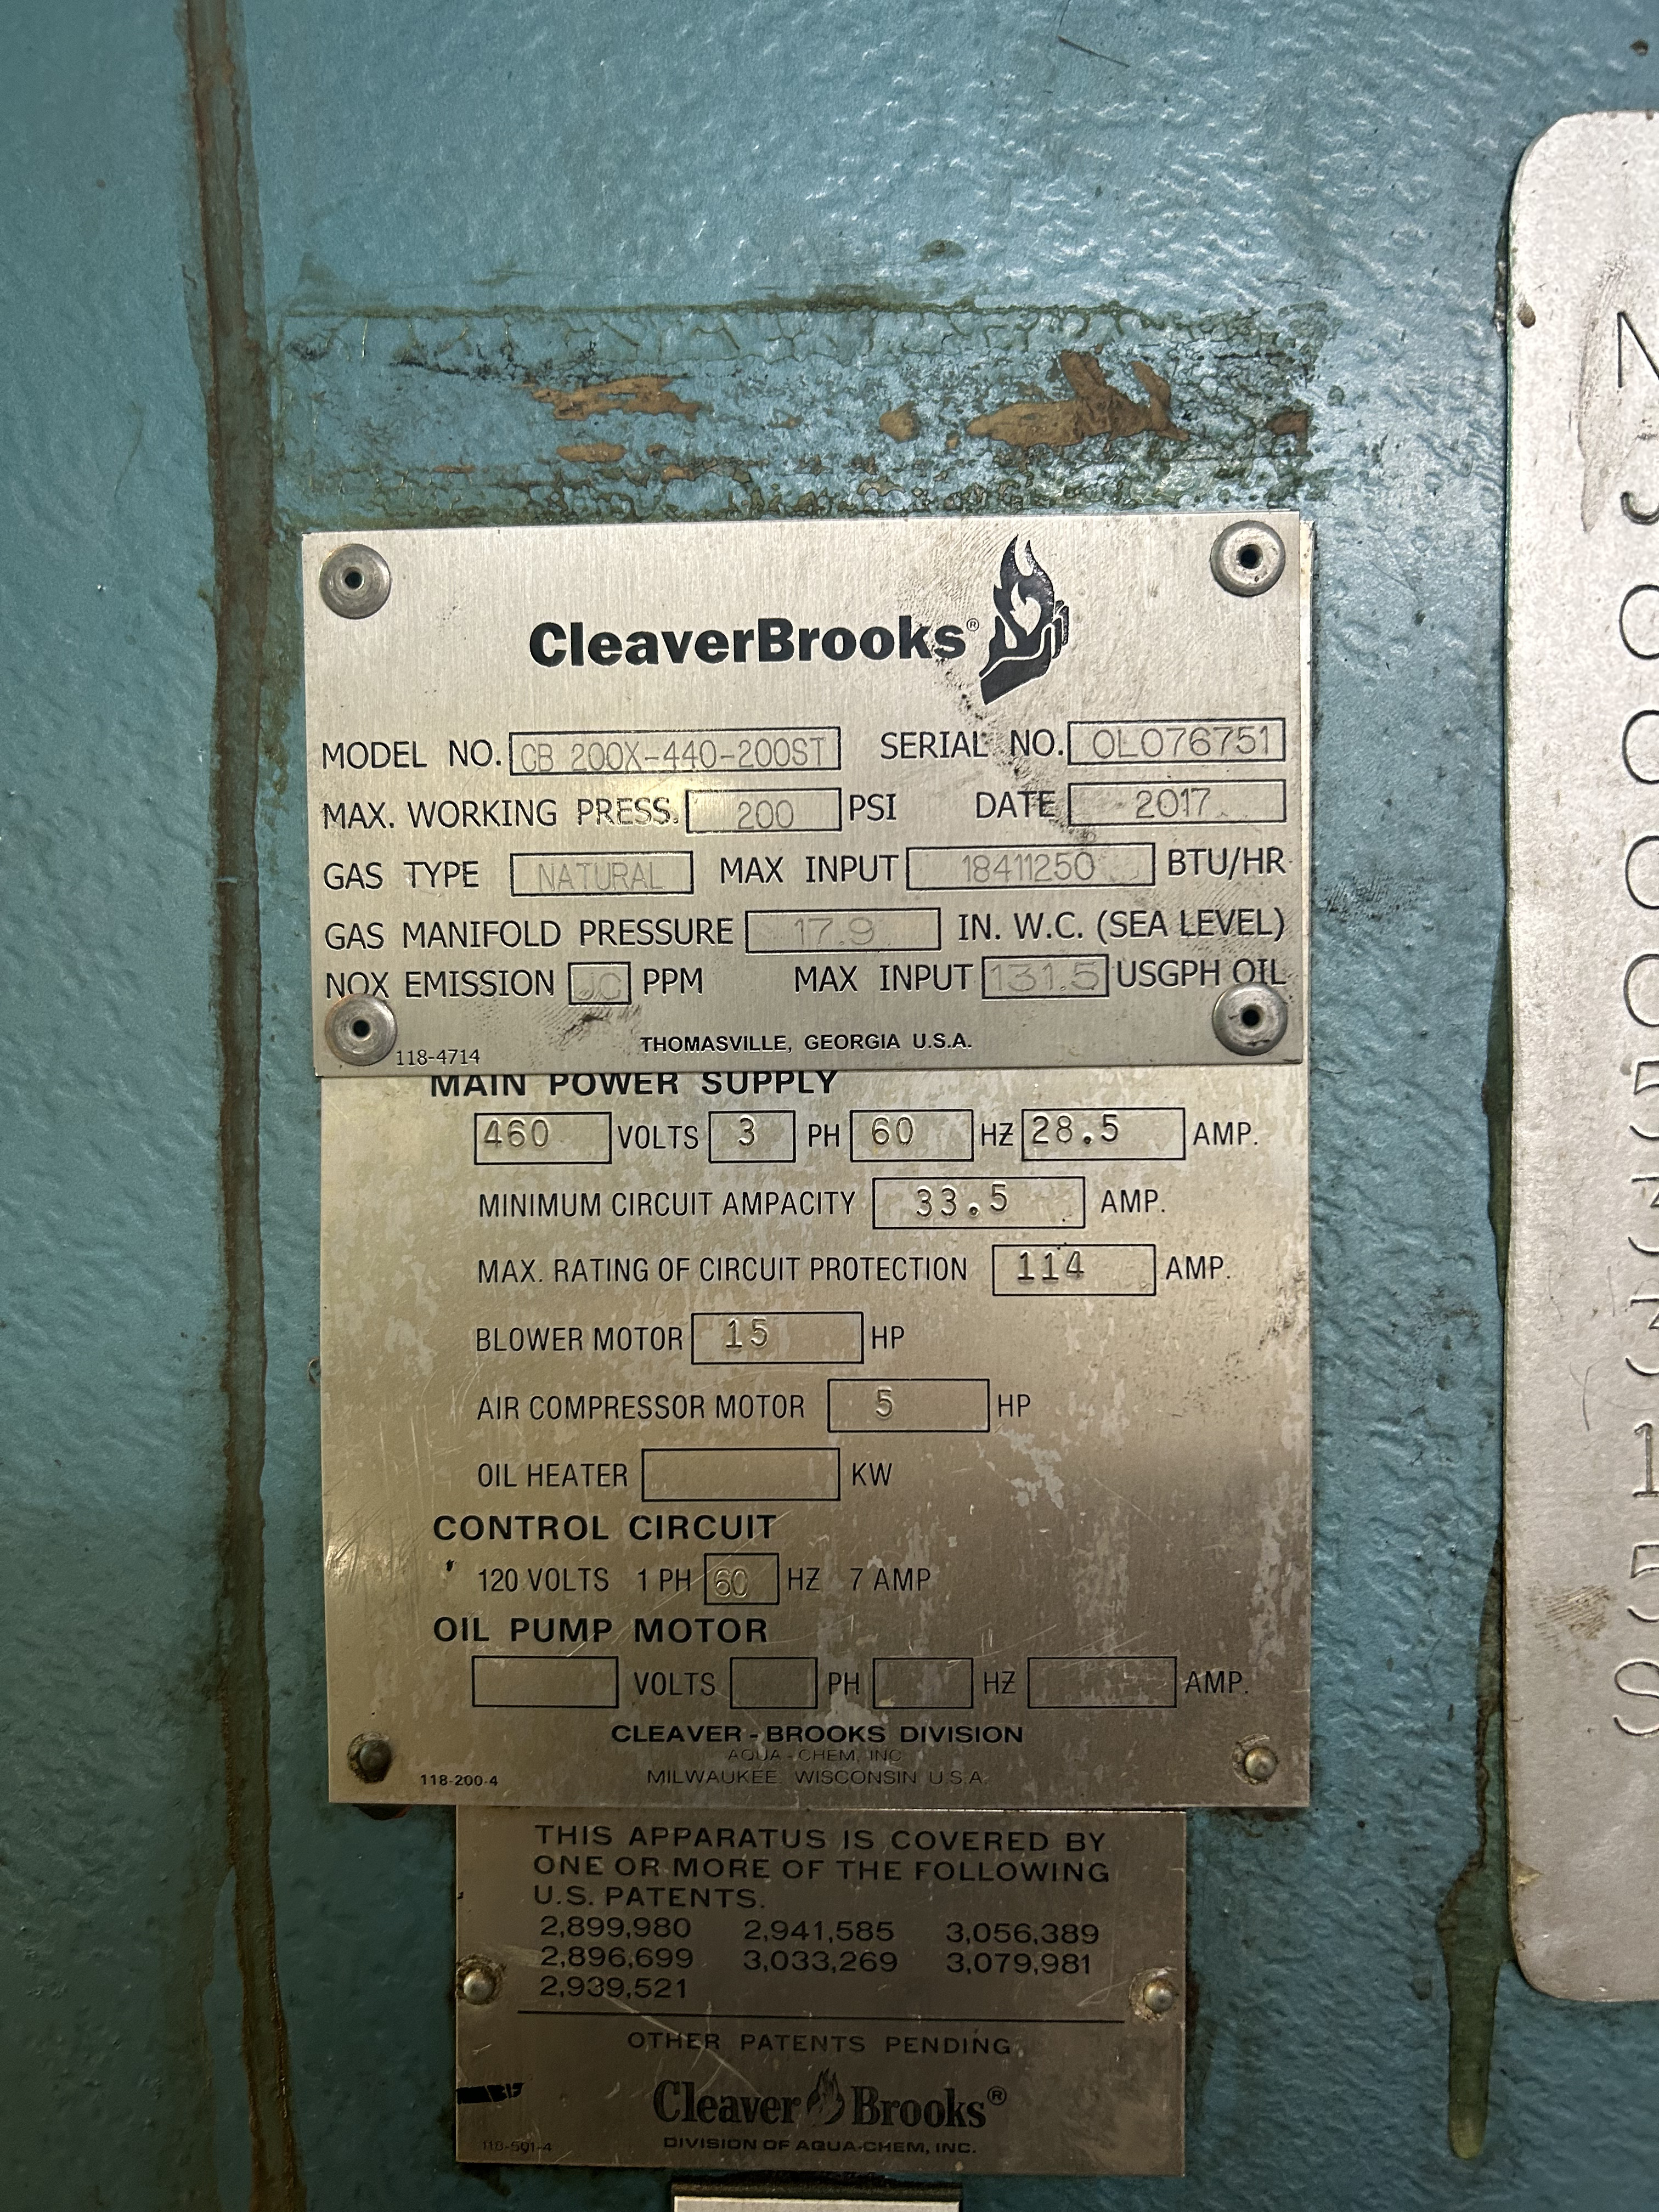 CleaverBrooks®
MODEL NO. CB 200X-440-200ST SERIAL NO. OL076751
MAX. WORKING PRESS. 200 PSI DATE 2017
GAS TYPE NATURAL MAX INPUT 18411250 BTU/HR
GAS MANIFOLD PRESSURE 17.9 IN. W.C. (SEA LEVEL)
NOX EMISSION PPM MAX INPUT 131.5 USGPH OIL
THOMASVILLE, GEORGIA U.S.A.
118-4714
MAIN POWER SUPPLY
460 VOLTS 3 PH 60 HZ 28.5 AMP.
MINIMUM CIRCUIT AMPACITY 33.5 AMP.
MAX. RATING OF CIRCUIT PROTECTION 114 AMP.
BLOWER MOTOR 15 HP
AIR COMPRESSOR MOTOR 5 HP
OIL HEATER KW
CONTROL CIRCUIT
120 VOLTS 1 PH 60 HZ 7 AMP
OIL PUMP MOTOR
VOLTS PH HZ AMP.
CLEAVER-BROOKS DIVISION
AQUA-CHEM, INC
MILWAUKEE, WISCONSIN U.S.A.
118-200-4
THIS APPARATUS IS COVERED BY
ONE OR MORE OF THE FOLLOWING
U.S. PATENTS.
2,899,980 2,941,585 3,056,389
2,896,699 3,033,269 3,079,981
2,939,521
OTHER PATENTS PENDING
Cleaver Brooks®
DIVISION OF AQUA-CHEM, INC.
118-501-4